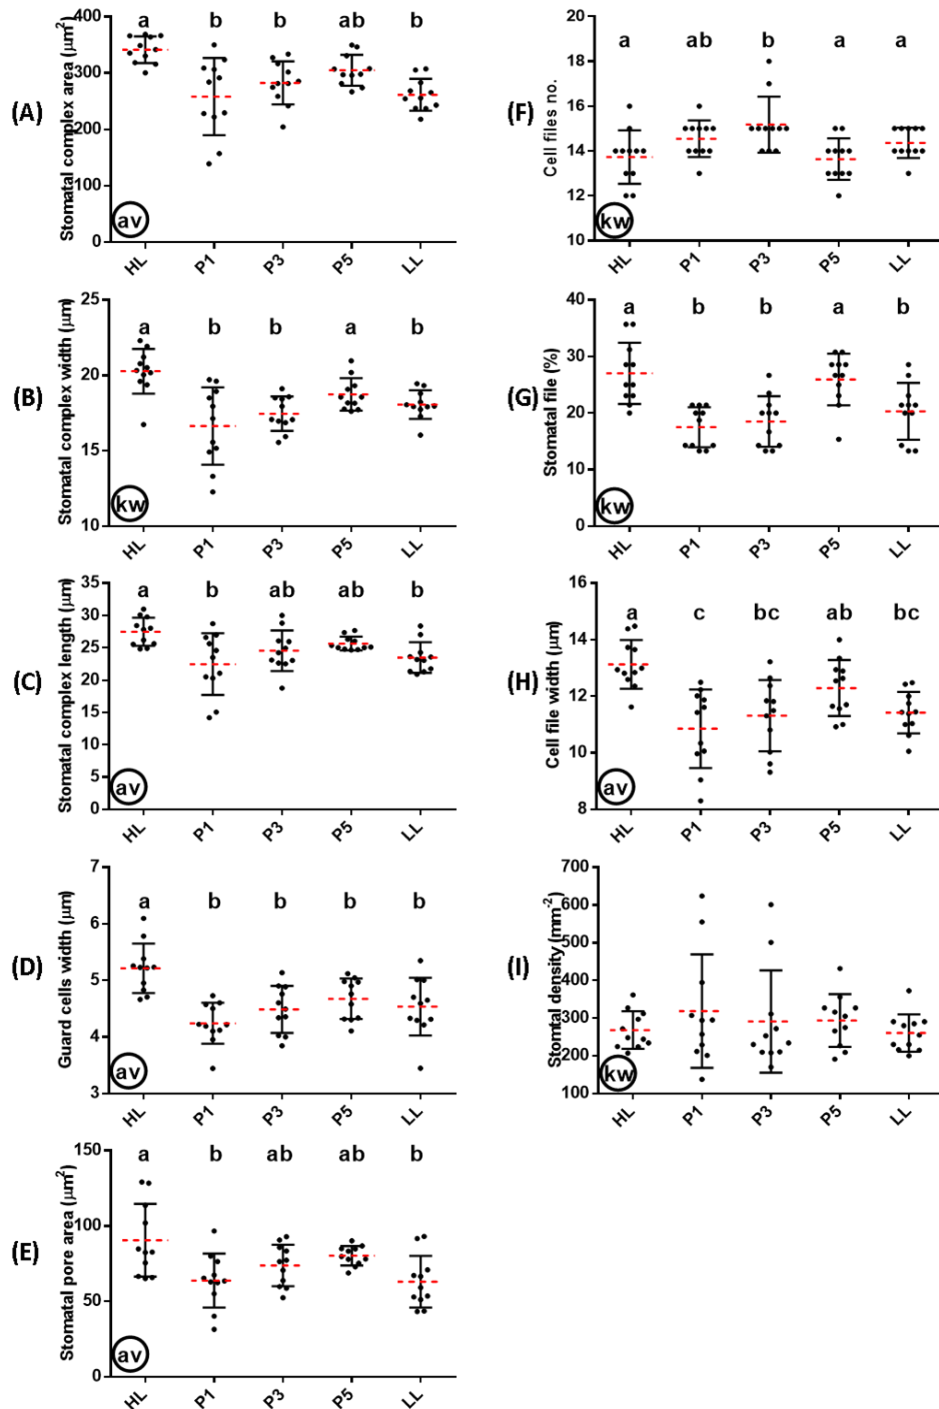 (A)
Stomatal complex area (μm²)
400
300
200
100
0
a b b ab b
av
HL P1 P3 P5 LL
(B)
Stomatal complex width (μm)
25
20
15
10
a b b a b
kw
HL P1 P3 P5 LL
(C)
Stomatal complex length (μm)
35
30
25
20
15
10
5
0
a b ab ab b
av
HL P1 P3 P5 LL
(D)
Guard cells width (μm)
7
6
5
4
3
a b b b b
av
HL P1 P3 P5 LL
(E)
Stomatal pore area (μm²)
150
100
50
0
a b ab ab b
av
HL P1 P3 P5 LL
(F)
Cell files no.
20
18
16
14
12
10
a ab b a a
kw
HL P1 P3 P5 LL
(G)
Stomatal file (%)
40
30
20
10
0
a b b a b
kw
HL P1 P3 P5 LL
(H)
Cell file width (μm)
16
14
12
10
8
a c bc ab bc
av
HL P1 P3 P5 LL
(I)
Stomtal density (mm⁻²)
700
600
500
400
300
200
100
kw
HL P1 P3 P5 LL